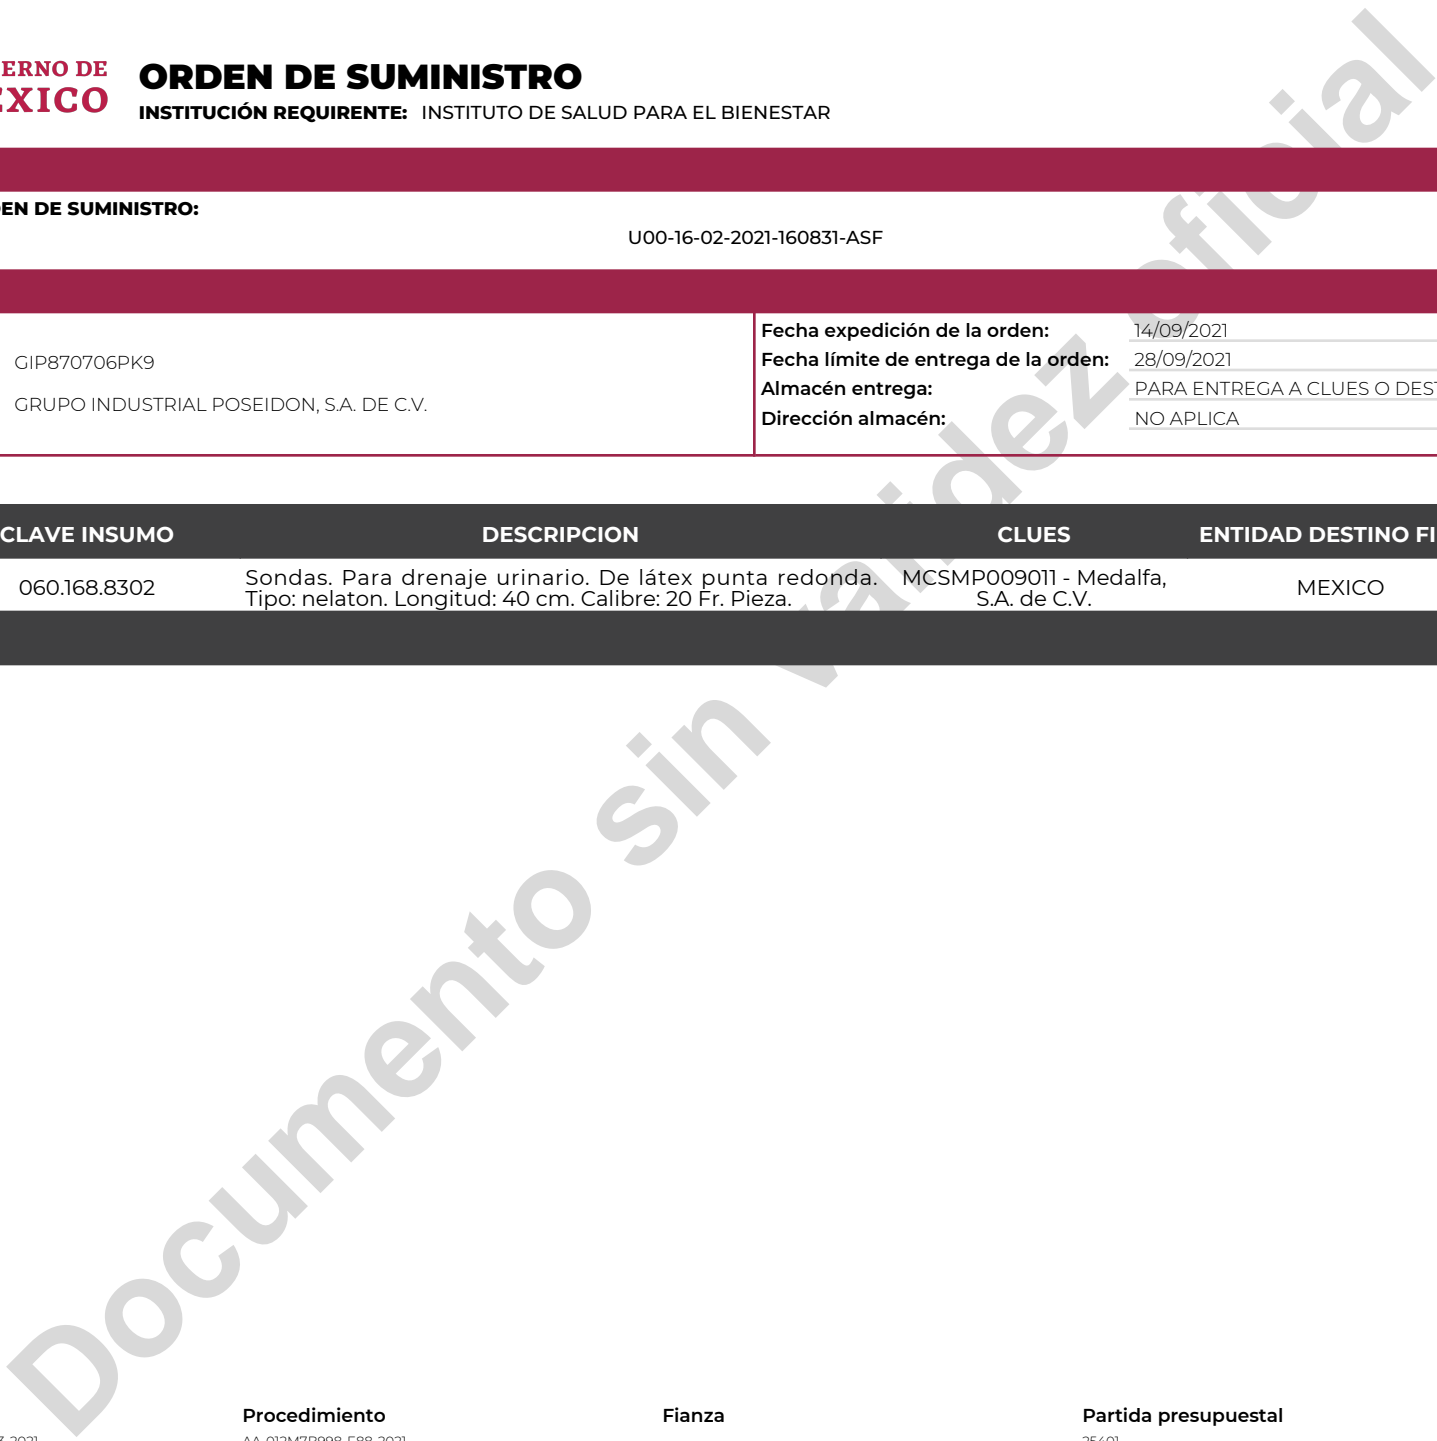 ERNO DE
ORDEN DE SUMINISTRO
EXICO
INSTITUCIÓN REQUIRENTE: INSTITUTO DE SALUD PARA EL BIENESTAR
EN DE SUMINISTRO:
U00-16-02-2021-160831-ASF
GIP870706PK9
GRUPO INDUSTRIAL POSEIDON, S.A. DE C.V.
Fecha expedición de la orden: 14/09/2021
Fecha límite de entrega de la orden: 28/09/2021
Almacén entrega: PARA ENTREGA A CLUES O DEST
Dirección almacén: NO APLICA
CLAVE INSUMO DESCRIPCION CLUES ENTIDAD DESTINO FI
060.168.8302
Sondas. Para drenaje urinario. De látex punta redonda.
Tipo: nelaton. Longitud: 40 cm. Calibre: 20 Fr. Pieza.
MCSMP009011 - Medalfa,
S.A. de C.V.
MEXICO
Documento sin validez oficial
Procedimiento Fianza Partida presupuestal